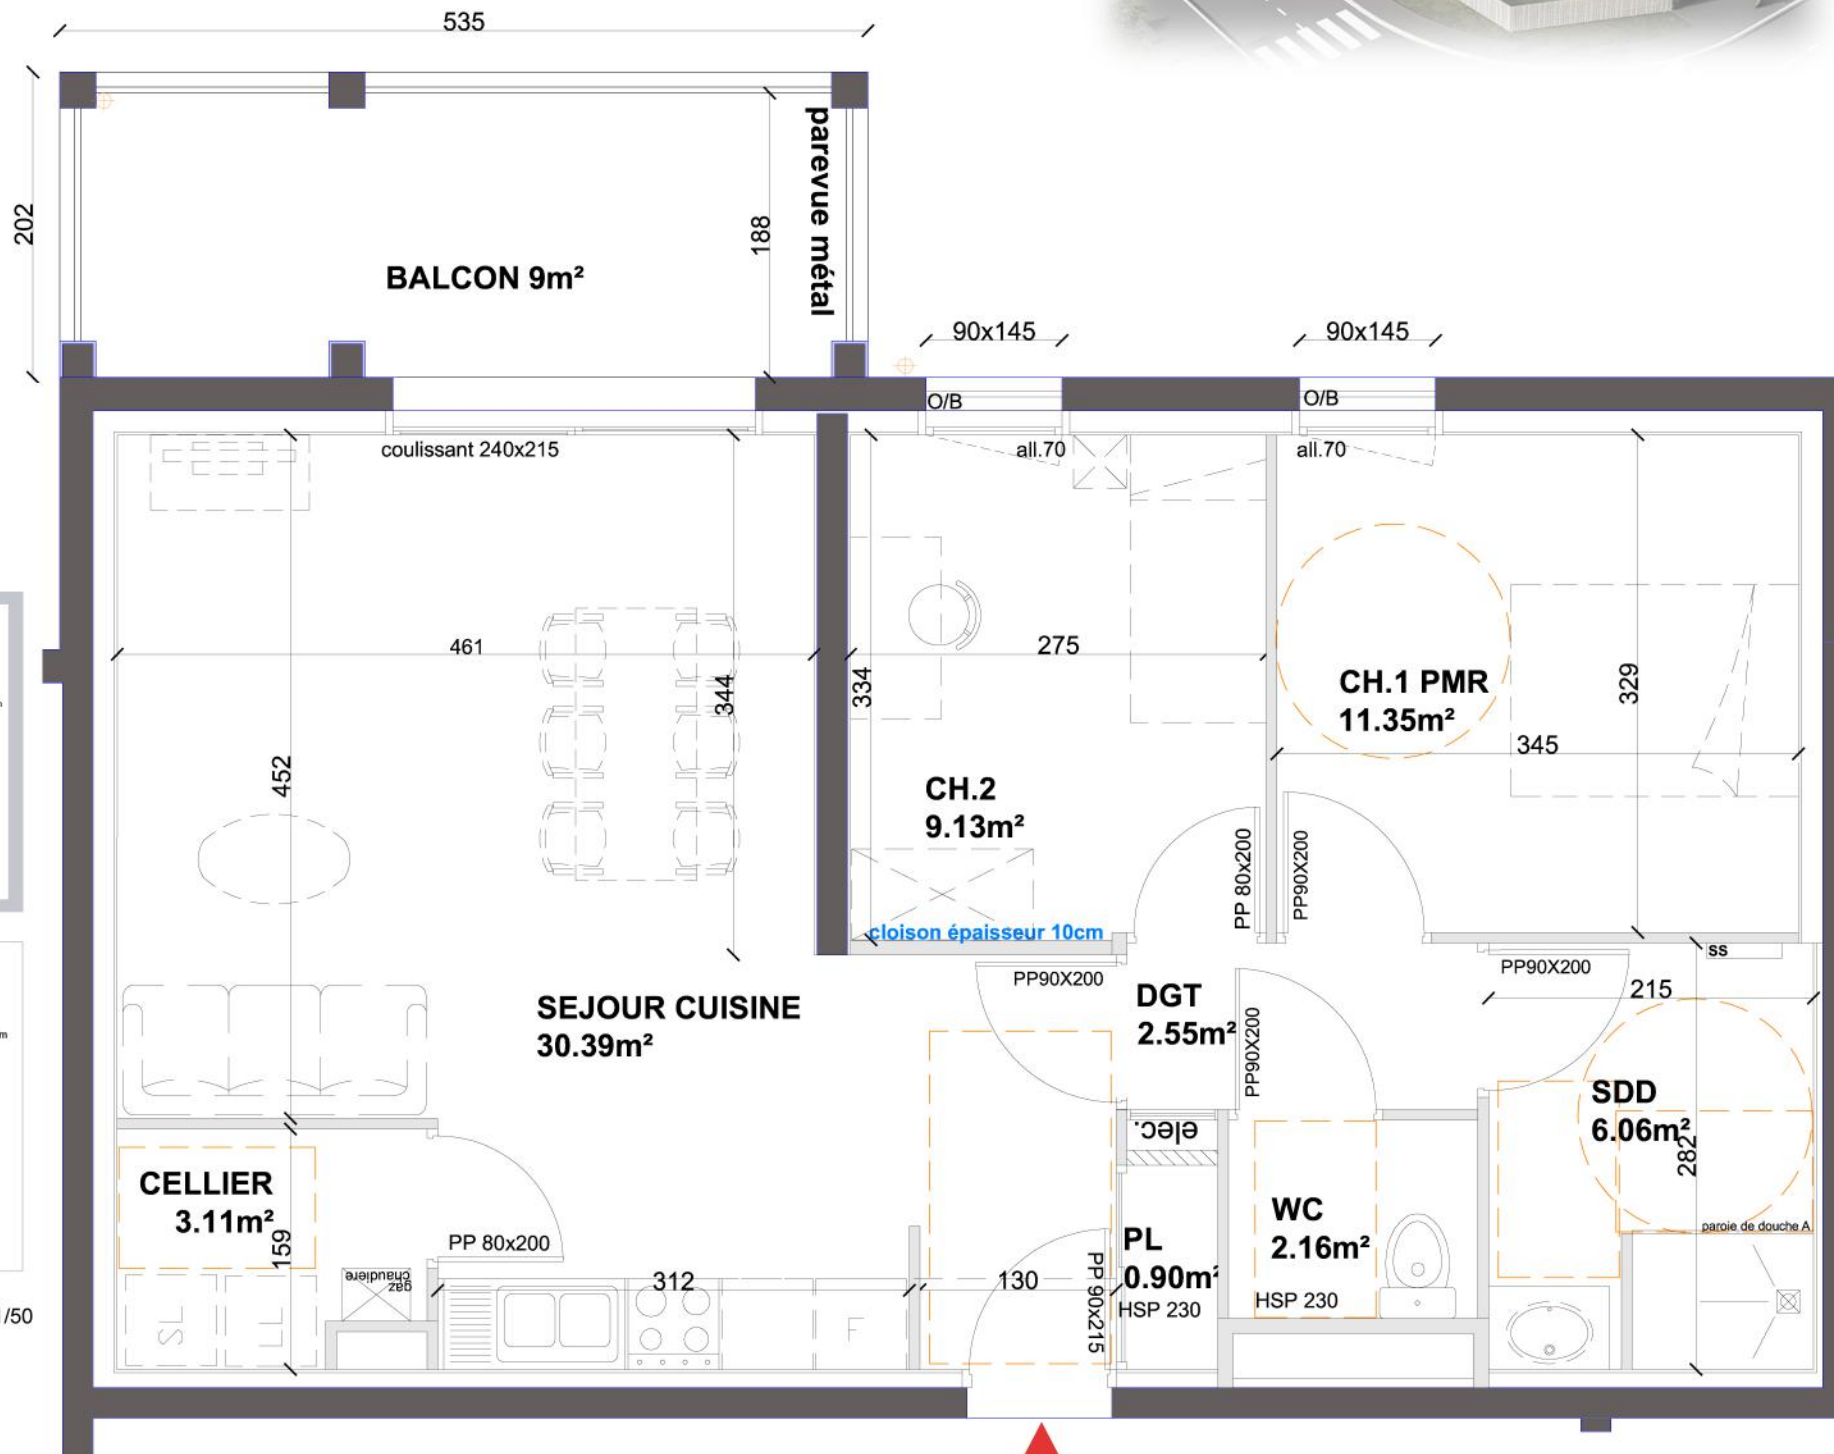 535
202
188
parevue métal
BALCON 9m²
90x145
90x145
O/B
O/B
coulissant 240x215
all.70
all.70
461
344
334
275
CH.1 PMR
11.35m²
329
345
452
CH.2
9.13m²
PP 80x200
PP90X200
cloison épaisseur 10cm
PP90X200
DGT
2.55m²
PP90X200
PP90X200
ss
215
SEJOUR CUISINE
30.39m²
SDD
6.06m²
282
elec.
CELLIER
3.11m²
159
PP 80x200
gaz
chaudiere
312
130
PP 90x215
PL
0.90m²
HSP 230
WC
2.16m²
HSP 230
paroie de douche A
SL
LL
F
/50
m